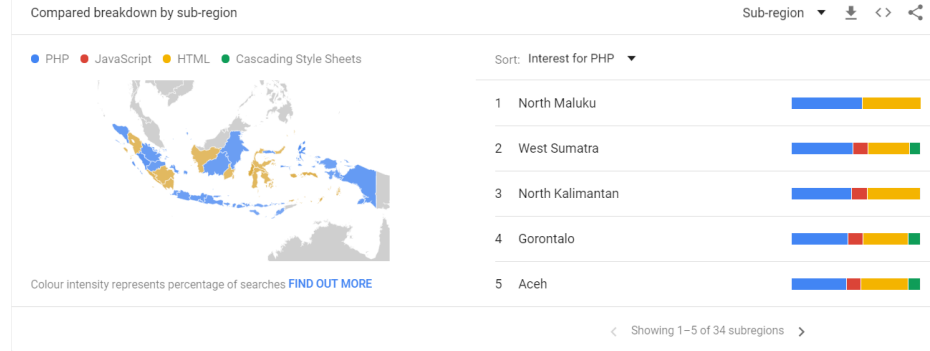 Compared breakdown by sub-region
Sub-region
PHP JavaScript HTML Cascading Style Sheets
Sort: Interest for PHP
1 North Maluku
2 West Sumatra
3 North Kalimantan
4 Gorontalo
5 Aceh
Colour intensity represents percentage of searches FIND OUT MORE
Showing 1–5 of 34 subregions